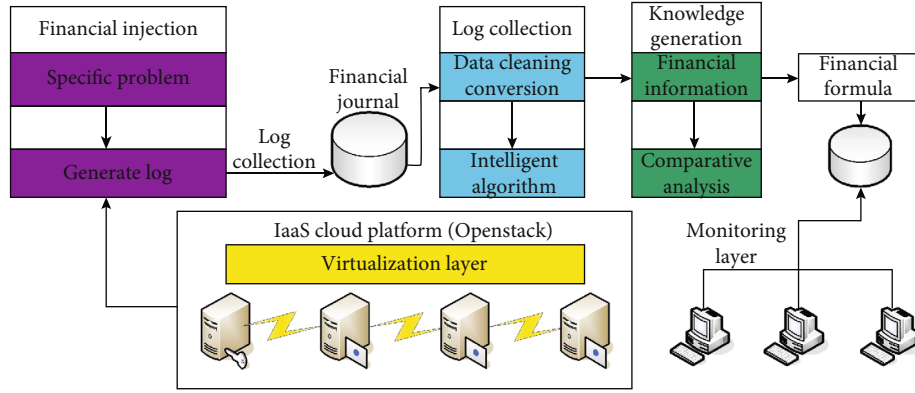 Financial injection
Specific problem
Generate log
Log
collection
Financial
journal
Log collection
Data cleaning
conversion
Intelligent
algorithm
Knowledge
generation
Financial
information
Comparative
analysis
Financial
formula
IaaS cloud platform (Openstack)
Virtualization layer
Monitoring
layer